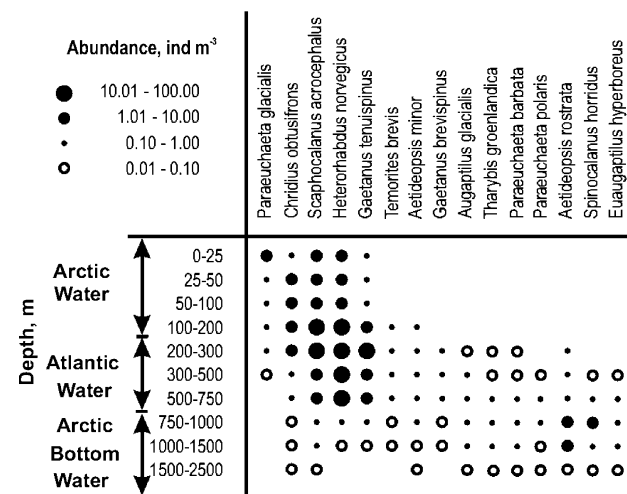 Abundance, ind m-3
10.01 - 100.00
1.01 - 10.00
0.10 - 1.00
0.01 - 0.10
Paraeuchaeta glacialis
Chridius obtusifrons
Scaphocalanus acrocephalus
Heterorhabdus norvegicus
Gaetanus tenuispinus
Temorites brevis
Aetideopsis minor
Gaetanus brevispinus
Augaptilus glacialis
Tharybis groenlandica
Paraeuchaeta barbata
Paraeuchaeta polaris
Aetideopsis rostrata
Spinocalanus horridus
Euaugaptilus hyperboreus
Depth, m
Arctic
Water
Atlantic
Water
Arctic
Bottom
Water
0-25
25-50
50-100
100-200
200-300
300-500
500-750
750-1000
1000-1500
1500-2500